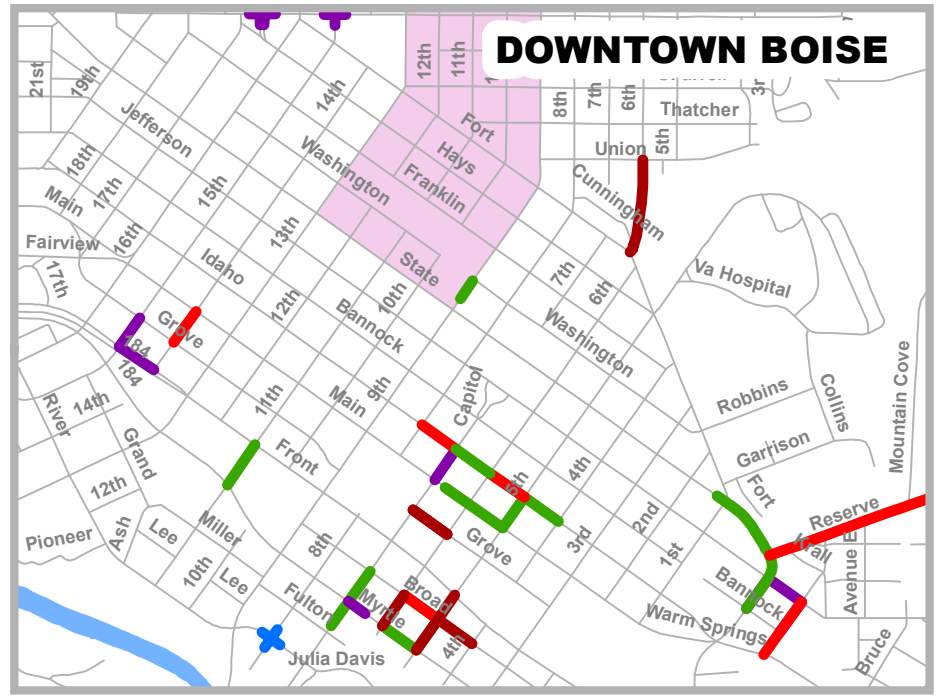 DOWNTOWN BOISE
21st
19th
14th
12th
11th
8th
7th
6th
Thatcher
5th
Union
Jefferson
Washington
Fort
Hays
Franklin
Cunningham
18th
17th
Main
15th
16th
13th
Fairview
17th
Idaho
State
7th
6th
Va Hospital
10th
12th
Bannock
Washington
Grove
184
184
Mountain Cove
River
14th
Grand
11th
Main
9th
Capitol
Robbins
Collins
Front
4th
Garrison
12th
5th
Fort
2nd
Reserve
Pioneer
Ash
Lee
Miller
8th
Grove
3rd
1st
Krall
Avenue E
10th
Lee
Fulton
Myrtle
Broad
Bannock
4th
Warm Springs
Bruce
Julia Davis